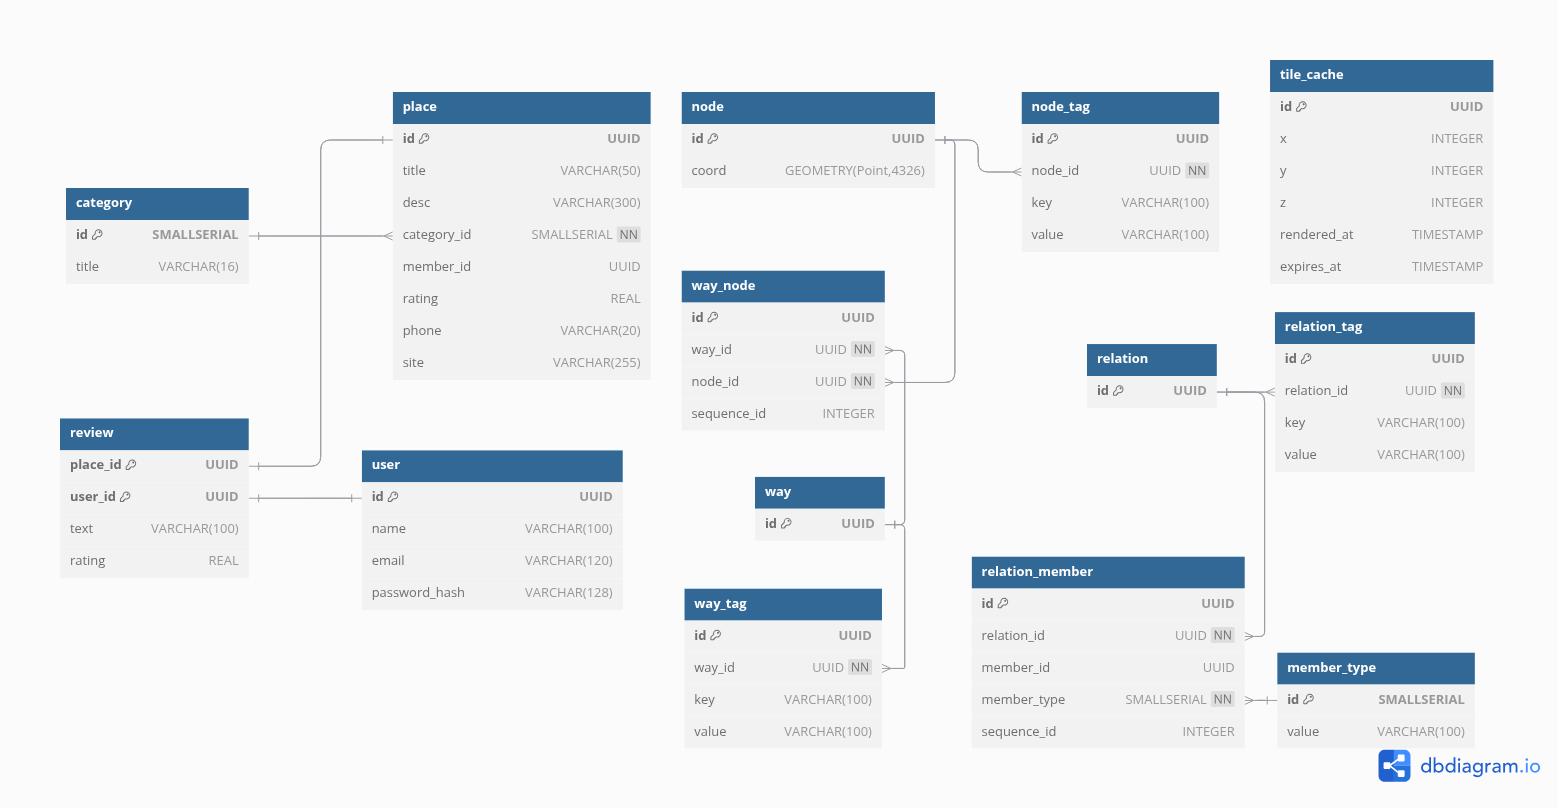 place
id UUID
title VARCHAR(50)
desc VARCHAR(300)
category_id SMALLSERIAL NN
member_id UUID
rating REAL
phone VARCHAR(20)
site VARCHAR(255)
node
id UUID
coord GEOMETRY(Point,4326)
node_tag
id UUID
node_id UUID NN
key VARCHAR(100)
value VARCHAR(100)
tile_cache
id UUID
x INTEGER
y INTEGER
z INTEGER
rendered_at TIMESTAMP
expires_at TIMESTAMP
category
id SMALLSERIAL
title VARCHAR(16)
way_node
id UUID
way_id UUID NN
node_id UUID NN
sequence_id INTEGER
relation
id UUID
relation_tag
id UUID
relation_id UUID NN
key VARCHAR(100)
value VARCHAR(100)
review
place_id UUID
user_id UUID
text VARCHAR(100)
rating REAL
user
id UUID
name VARCHAR(100)
email VARCHAR(120)
password_hash VARCHAR(128)
way
id UUID
way_tag
id UUID
way_id UUID NN
key VARCHAR(100)
value VARCHAR(100)
relation_member
id UUID
relation_id UUID NN
member_id UUID
member_type SMALLSERIAL NN
sequence_id INTEGER
member_type
id SMALLSERIAL
value VARCHAR(100)
dbdiagram.io